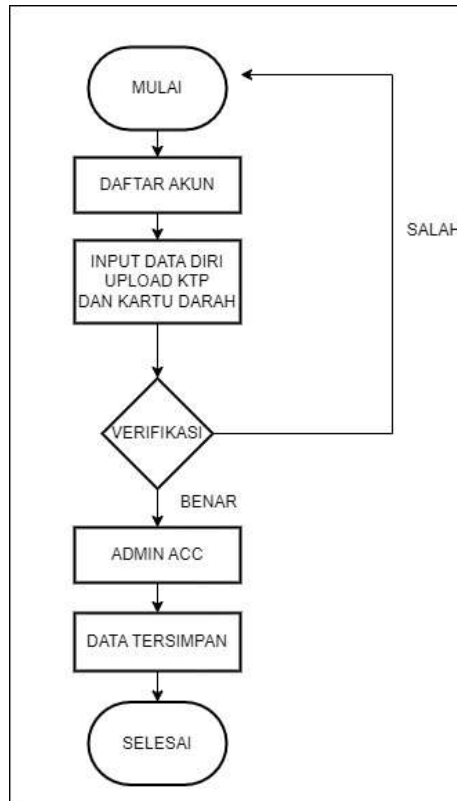 MULAI
DAFTAR AKUN
SALAH
INPUT DATA DIRI
UPLOAD KTP
DAN KARTU DARAH
VERIFIKASI
BENAR
ADMIN ACC
DATA TERSIMPAN
SELESAI